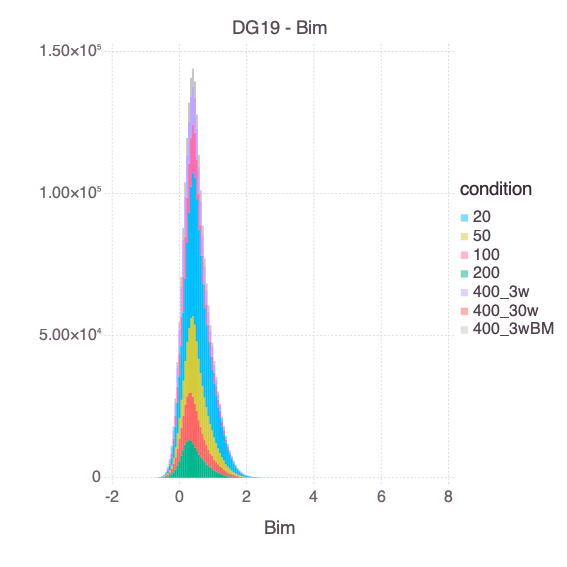 DG19 - Bim
1.50×10⁵
1.00×10⁵
5.00×10⁴
0
-2 0 2 4 6 8
Bim
condition
20
50
100
200
400_3w
400_30w
400_3wBM